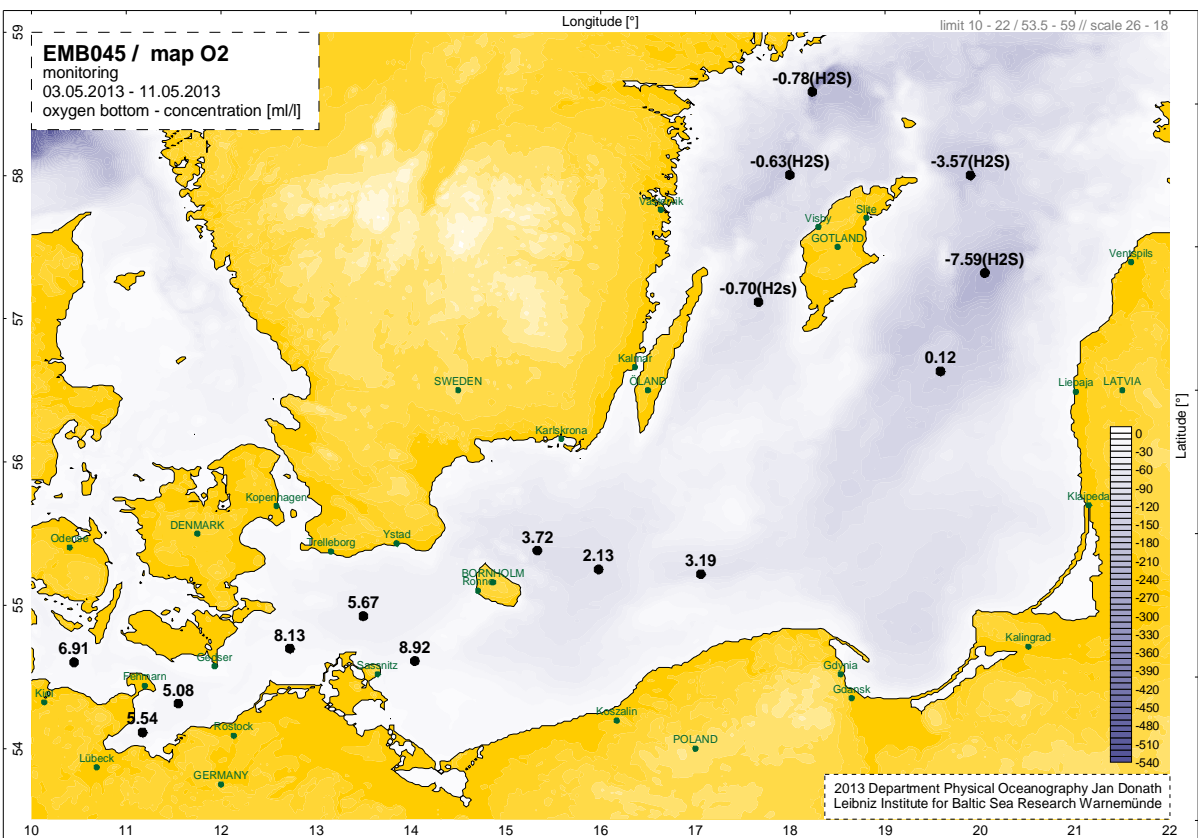 Longitude [°]
limit 10 - 22 / 53.5 - 59 // scale 26 - 18
EMB045 / map O2
monitoring
03.05.2013 - 11.05.2013
oxygen bottom - concentration [ml/l]
59
58
57
56
55
54
-0.78(H2S)
-0.63(H2S)
-3.57(H2S)
Västervik
Visby
Slite
GOTLAND
-7.59(H2S)
Ventspils
-0.70(H2s)
Kalmar
0.12
SWEDEN
ÖLAND
Liepaja
LATVIA
Latitude [°]
Karlskrona
Kopenhagen
Klaipeda
DENMARK
Odense
Trelleborg
Ystad
3.72
2.13
3.19
BORNHOLM
Rönne
5.67
8.13
8.92
6.91
Gedser
Sassnitz
Kalingrad
Fehmarn
Gdynia
Kiel
5.08
Gdansk
5.54
Rostock
Koszalin
POLAND
Lübeck
GERMANY
0
-30
-60
-90
-120
-150
-180
-210
-240
-270
-300
-330
-360
-390
-420
-450
-480
-510
-540
2013 Department Physical Oceanography Jan Donath
Leibniz Institute for Baltic Sea Research Warnemünde
10 11 12 13 14 15 16 17 18 19 20 21 22